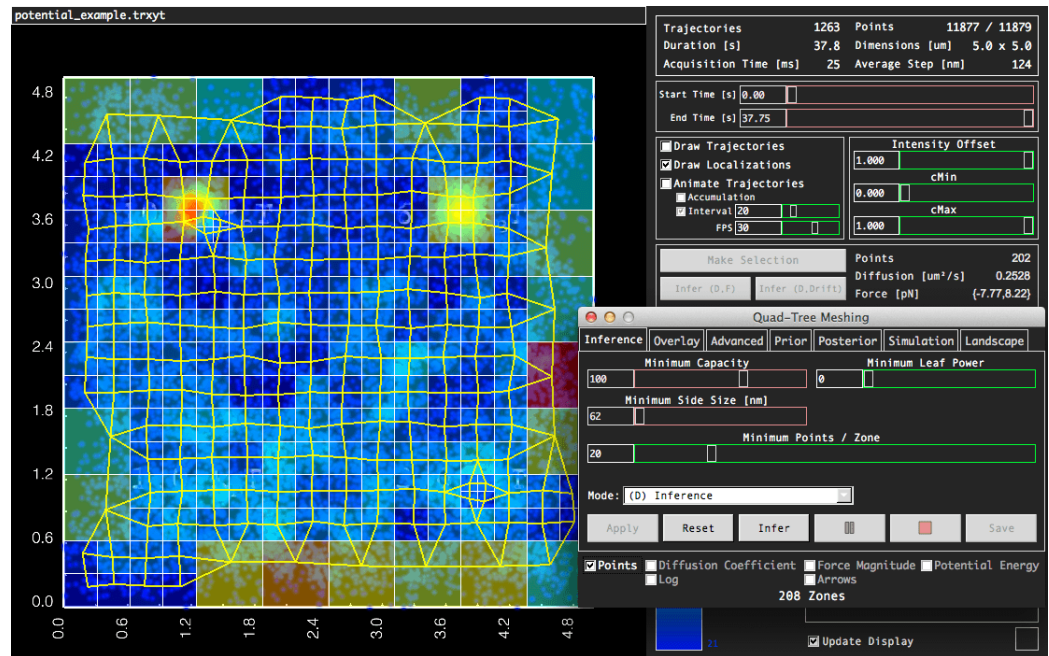 potential_example.trxyt
Trajectories 1263 Points 11877 / 11879
Duration [s] 37.8 Dimensions [um] 5.0 x 5.0
Acquisition Time [ms] 25 Average Step [nm] 124
Start Time [s] 0.00
End Time [s] 37.75
Draw Trajectories
Draw Localizations
Animate Trajectories
Accumulation
Interval 20
FPS 30
Intensity Offset
1.000
cMin
0.000
cMax
1.000
Make Selection
Infer (D,F) Infer (D,Drift)
Points 202
Diffusion [um²/s] 0.2528
Force [pN] (-7.77,8.22)
Quad-Tree Meshing
Inference Overlay Advanced Prior Posterior Simulation Landscape
Minimum Capacity Minimum Leaf Power
100 0
Minimum Side Size [nm]
62
Minimum Points / Zone
20
Mode: (D) Inference
Apply Reset Infer Save
Points Diffusion Coefficient Force Magnitude Potential Energy
Log Arrows
208 Zones
21
Update Display
4.8
4.2
3.6
3.0
2.4
1.8
1.2
0.6
0.0
0.0 0.6 1.2 1.8 2.4 3.0 3.6 4.2 4.8